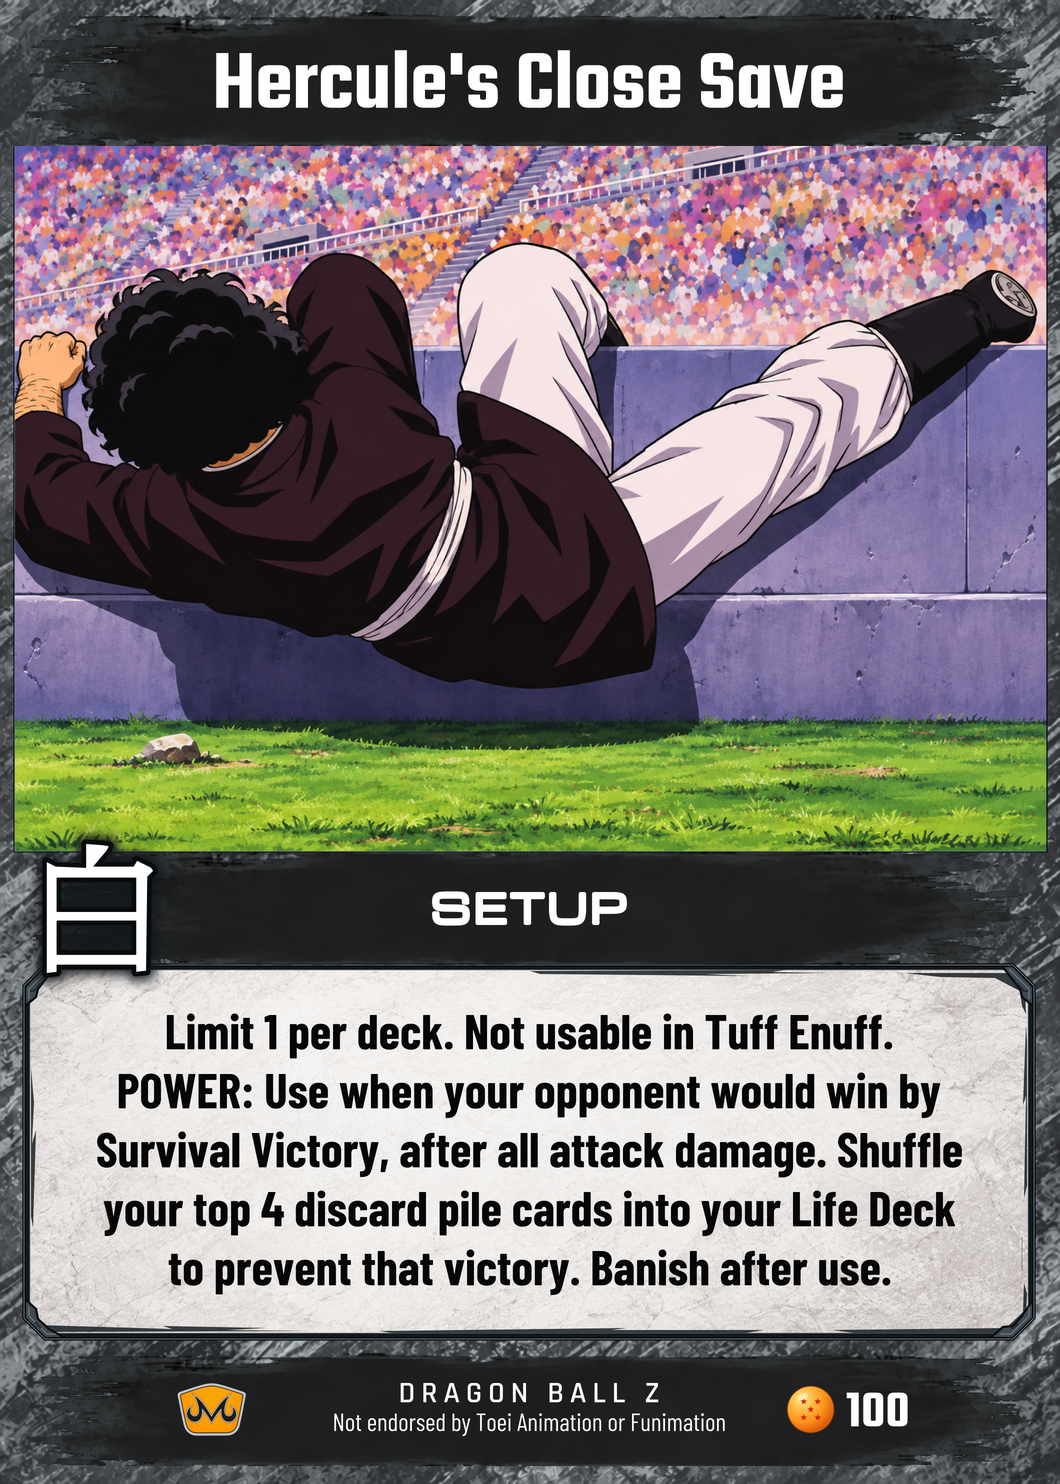 Hercule's Close Save
白
SETUP
Limit 1 per deck. Not usable in Tuff Enuff.
POWER: Use when your opponent would win by
Survival Victory, after all attack damage. Shuffle
your top 4 discard pile cards into your Life Deck
to prevent that victory. Banish after use.
DRAGON BALL Z
Not endorsed by Toei Animation or Funimation
100